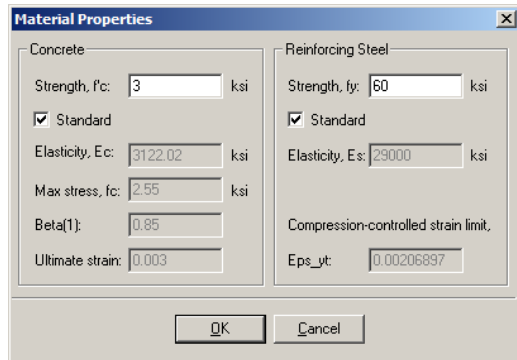 Material Properties
Concrete
Strength, f'c: 3 ksi
Standard
Elasticity, Ec: 3122.02 ksi
Max stress, fc: 2.55 ksi
Beta(1): 0.85
Ultimate strain: 0.003
Reinforcing Steel
Strength, fy: 60 ksi
Standard
Elasticity, Es: 29000 ksi
Compression-controlled strain limit,
Eps_yt: 0.00206897
OK Cancel